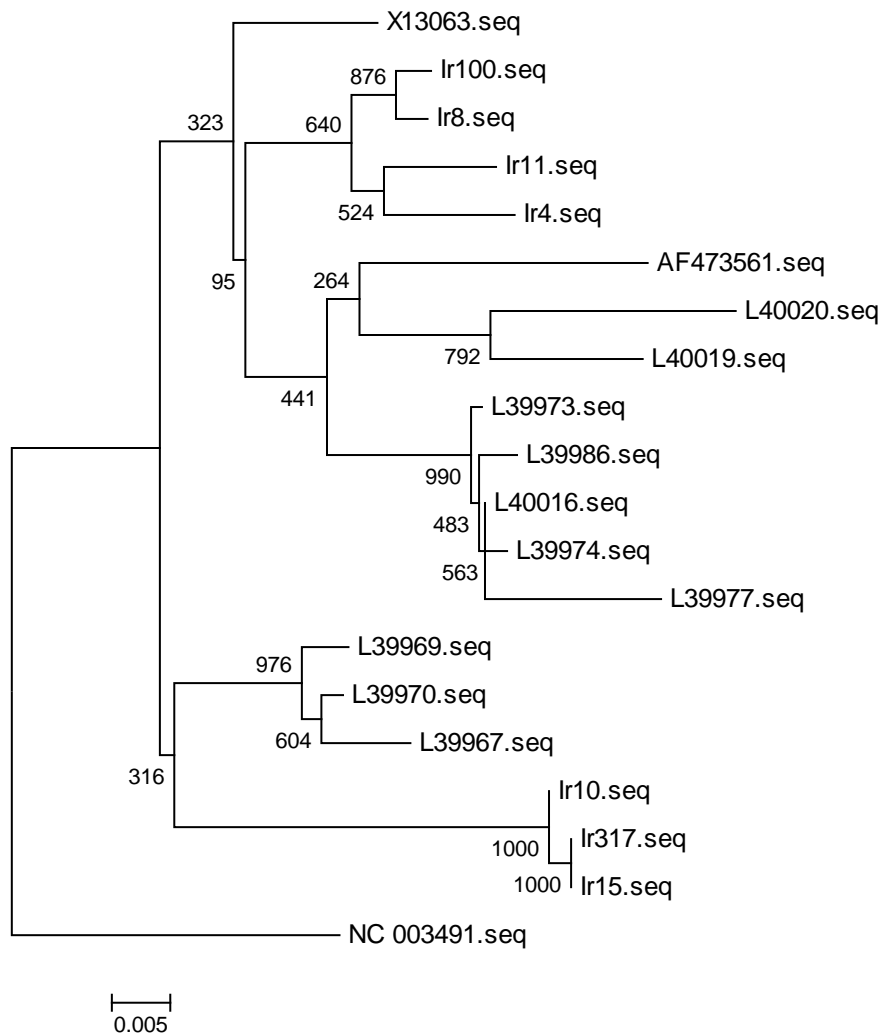 X13063.seq
Ir100.seq
876
Ir8.seq
323
640
Ir11.seq
524
Ir4.seq
AF473561.seq
95
264
L40020.seq
792
L40019.seq
441
L39973.seq
L39986.seq
990
L40016.seq
483
L39974.seq
563
L39977.seq
L39969.seq
976
L39970.seq
604
L39967.seq
316
Ir10.seq
Ir317.seq
1000
1000
Ir15.seq
NC 003491.seq
0.005